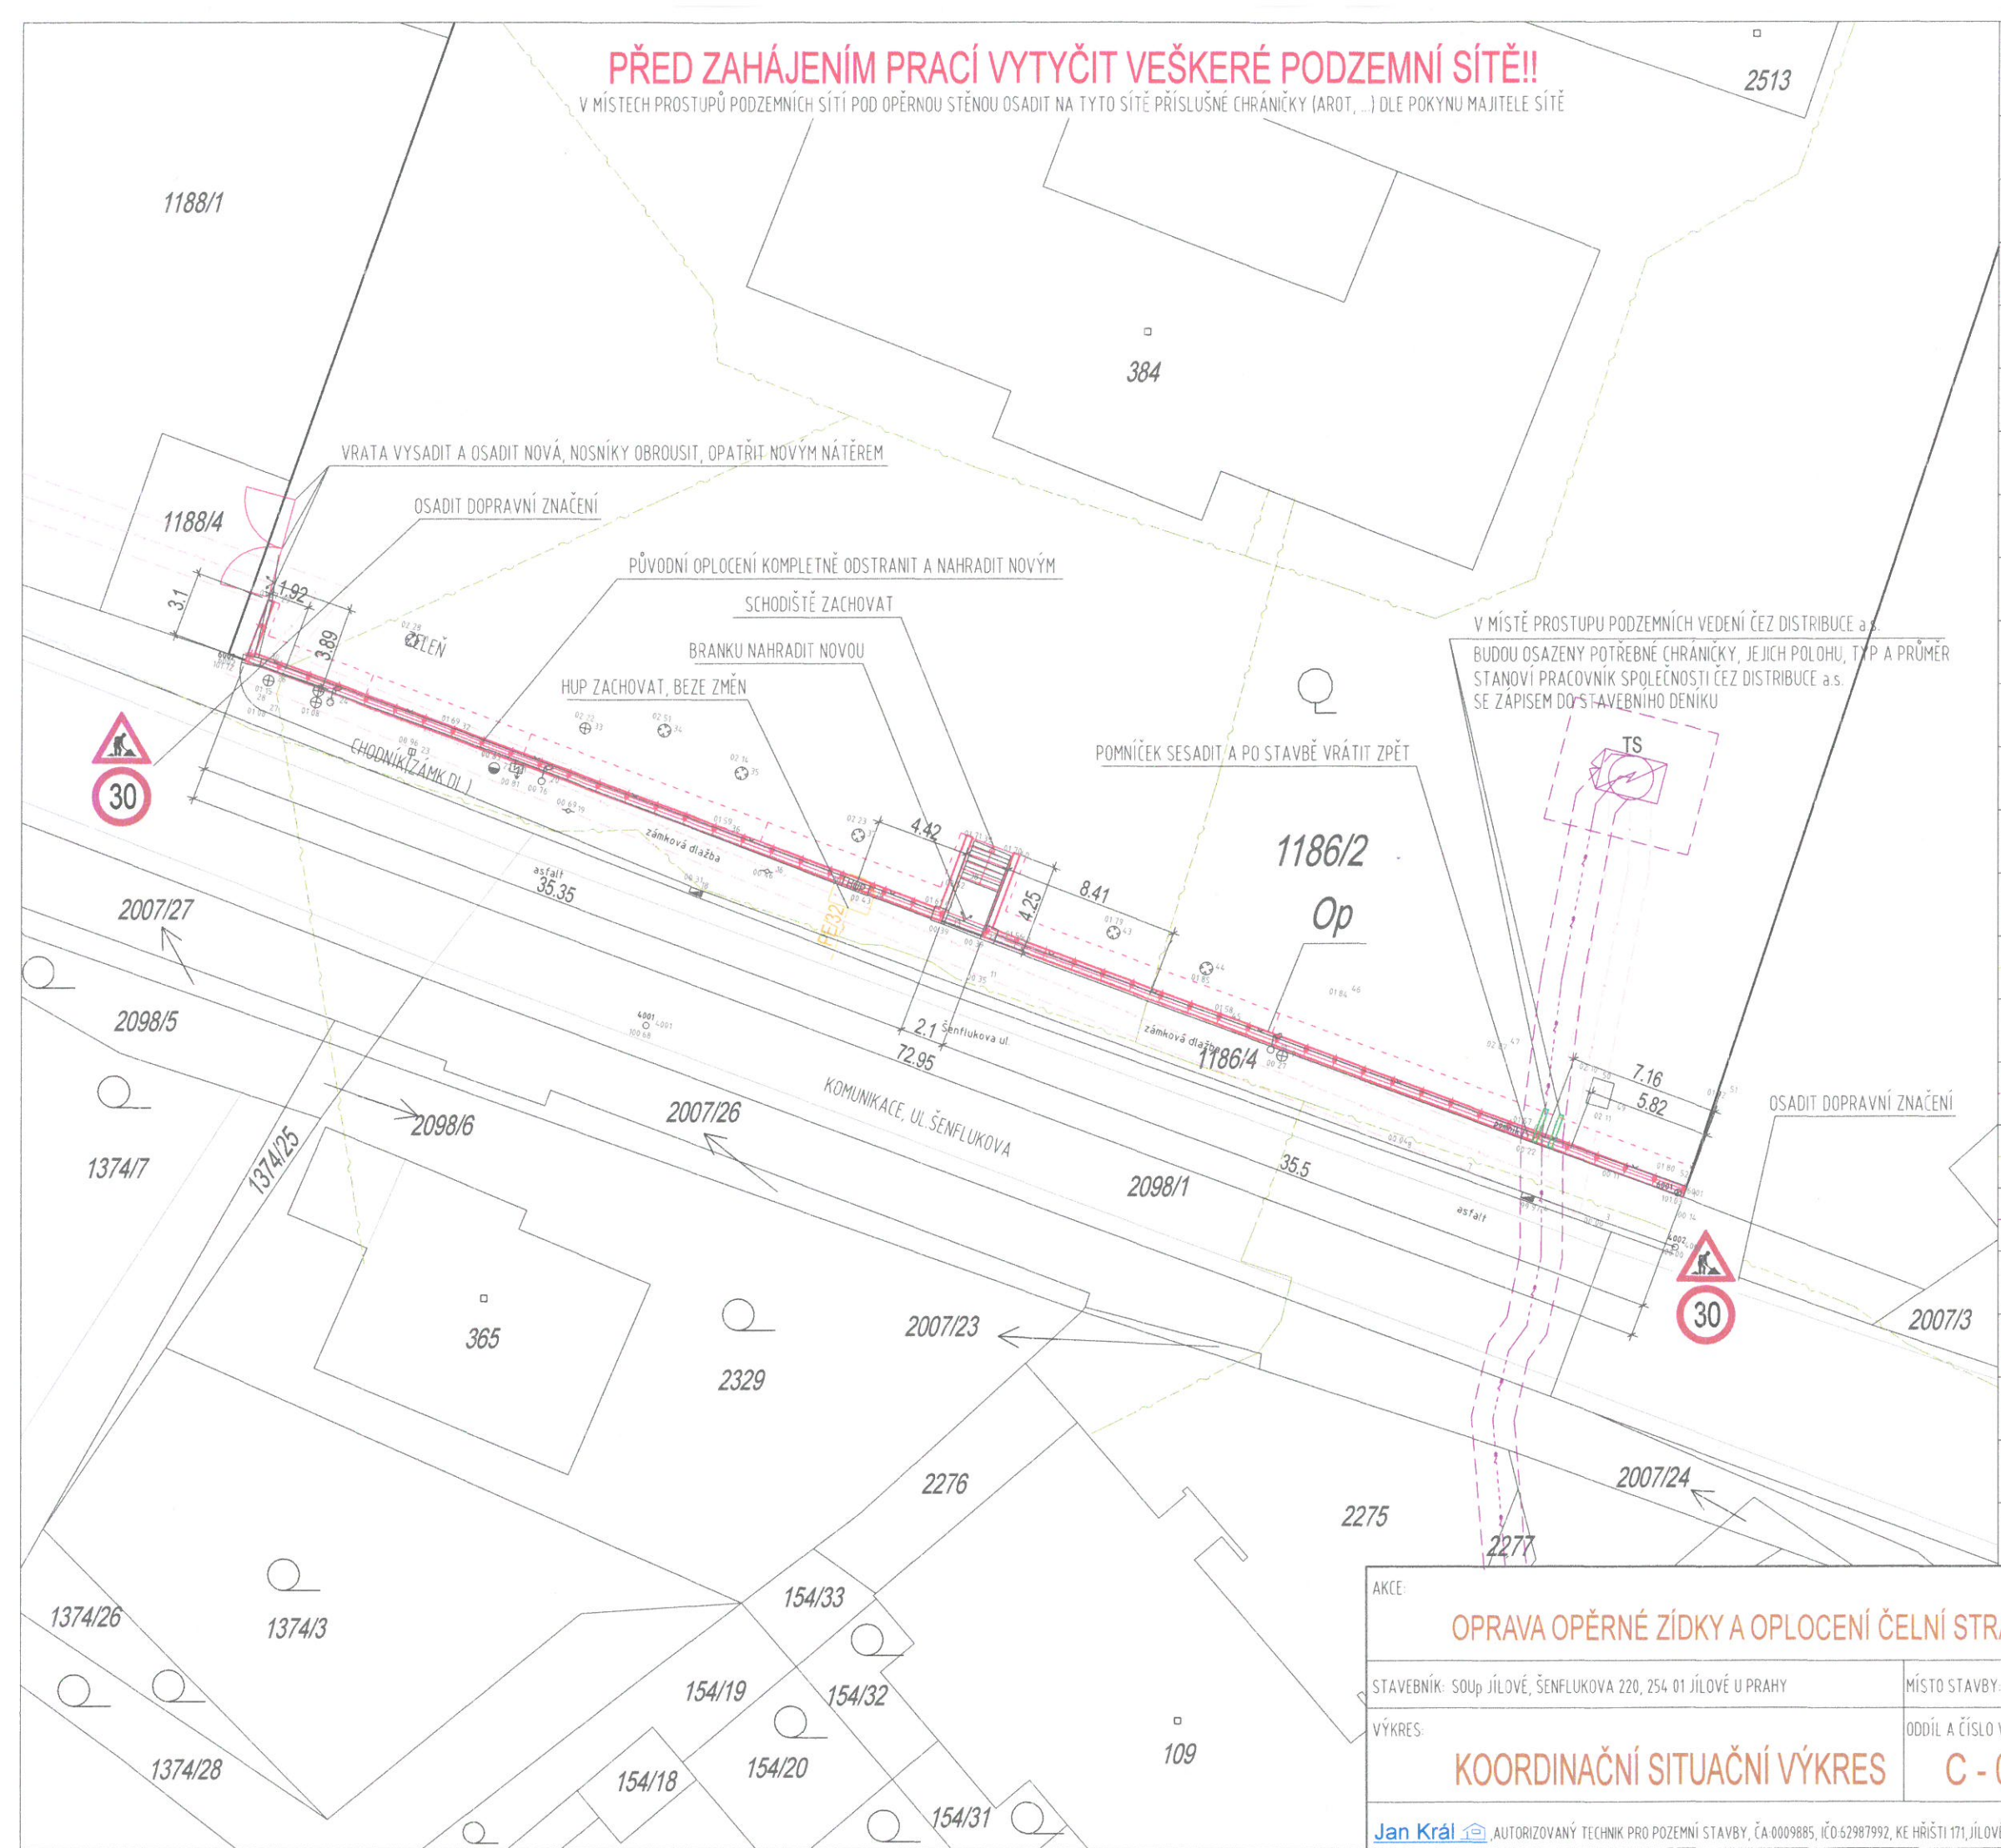 PŘED ZAHÁJENÍM PRACÍ VYTYČIT VEŠKERÉ PODZEMNÍ SÍTĚ!!
V MÍSTECH PROSTUPŮ PODZEMNÍCH SÍTÍ POD OPĚRNOU STĚNOU OSADIT NA TYTO SÍTĚ PŘÍSLUŠNÉ CHRÁNIČKY (AROT, ...) DLE POKYNU MAJITELE SÍTĚ
2513
1188/1
384
VRATA VYSADIT A OSADIT NOVÁ, NOSNÍKY OBROUSIT, OPATŘIT NOVÝM NÁTĚREM
OSADIT DOPRAVNÍ ZNAČENÍ
1188/4
PŮVODNÍ OPLOCENÍ KOMPLETNĚ ODSTRANIT A NAHRADIT NOVÝM
SCHODIŠTĚ ZACHOVAT
BRANKU NAHRADIT NOVOU
HUP ZACHOVAT, BEZE ZMĚN
3.1
1.92
3.89
ZELEŇ
V MÍSTĚ PROSTUPU PODZEMNÍCH VEDENÍ ČEZ DISTRIBUCE a.s.
BUDOU OSAZENY POTŘEBNÉ CHRÁNIČKY, JEJICH POLOHU, TYP A PRŮMĚR
STANOVÍ PRACOVNÍK SPOLEČNOSTI ČEZ DISTRIBUCE a.s.
SE ZÁPISEM DO STAVEBNÍHO DENÍKU
TS
POMNÍČEK SESADIT A PO STAVBĚ VRÁTIT ZPĚT
30
CHODNÍK(ZÁMK.DL.)
zámková dlažba
asfalt
35.35
PE32
4.42
4.25
8.41
1186/2
Op
2007/27
2098/5
4001
2.1
Šenflukova ul.
72.95
zámková dlažba
1186/4
7.16
5.82
OSADIT DOPRAVNÍ ZNAČENÍ
KOMUNIKACE, UL.ŠENFLUKOVA
2098/6
2007/26
1374/7
1374/25
2098/1
35.5
asfalt
4002
30
2007/3
365
2329
2007/23
2276
2275
2007/24
2277
1374/26
1374/3
154/33
154/19
154/32
109
1374/28
154/18
154/20
154/31
AKCE:
OPRAVA OPĚRNÉ ZÍDKY A OPLOCENÍ ČELNÍ STR
STAVEBNÍK: SOUp JÍLOVÉ, ŠENFLUKOVA 220, 254 01 JÍLOVÉ U PRAHY
MÍSTO STAVBY:
VÝKRES:
ODDÍL A ČÍSLO
KOORDINAČNÍ SITUAČNÍ VÝKRES
C -
Jan Král ,AUTORIZOVANÝ TECHNIK PRO POZEMNÍ STAVBY, ČA:0009885, IČO:62987992, KE HŘIŠTI 171,JÍLOVÉ